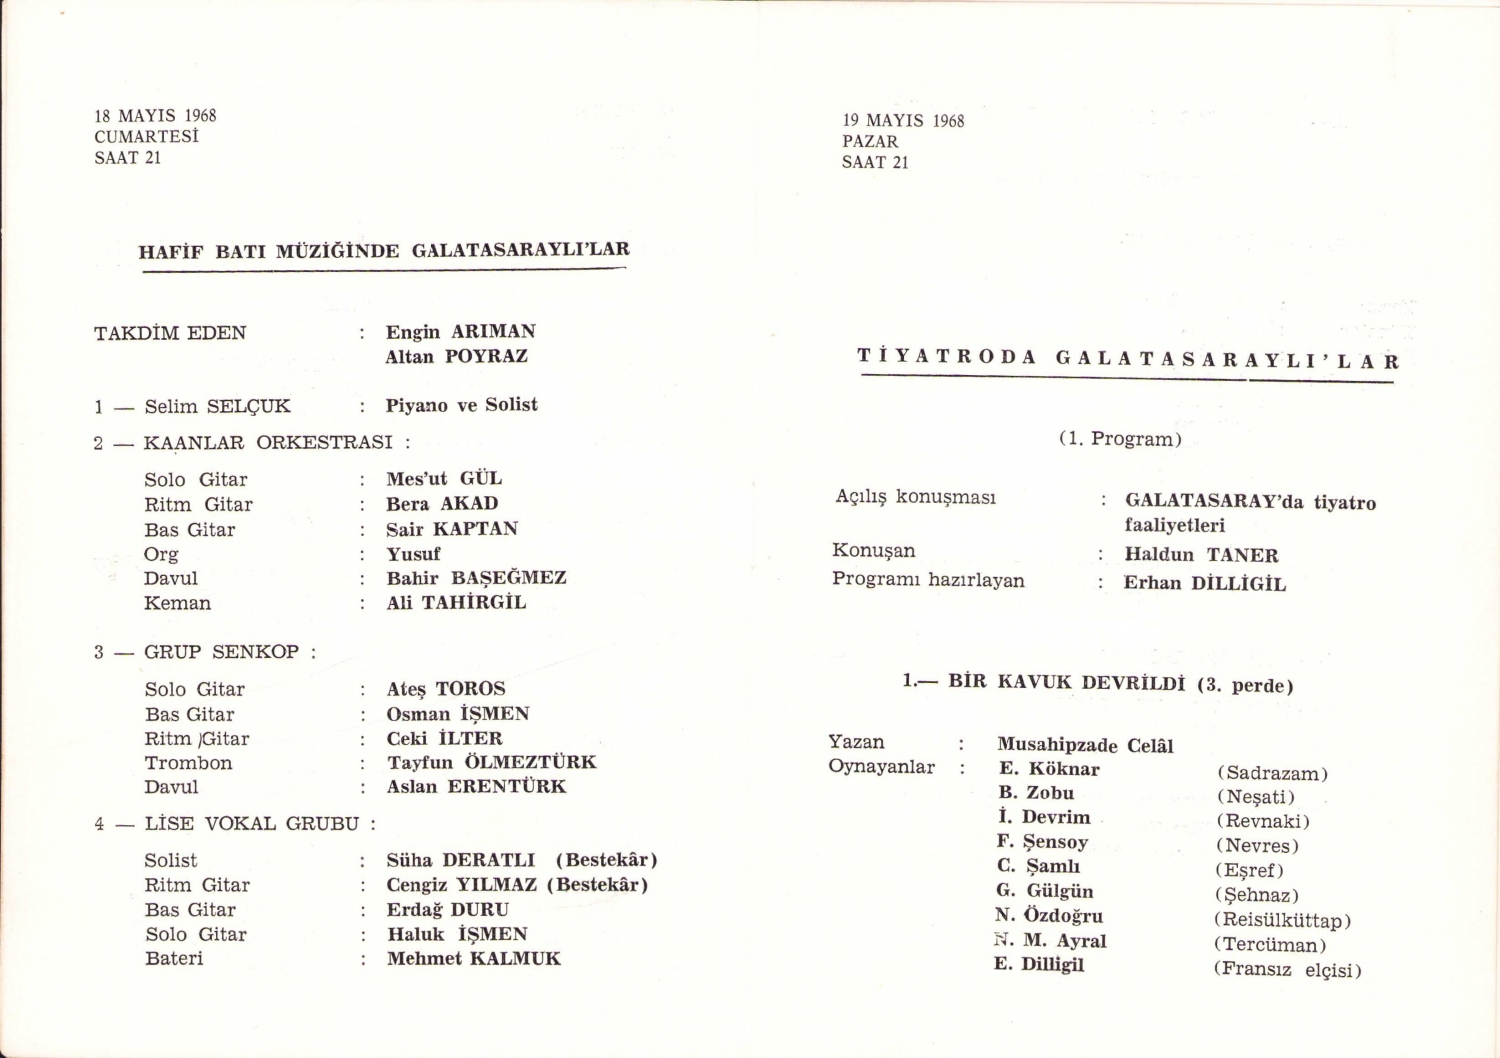 18 MAYIS 1968
CUMARTESİ
SAAT 21
HAFİF BATI MÜZİĞİNDE GALATASARAYLI’LAR
TAKDİM EDEN : Engin ARIMAN
Altan POYRAZ
1 — Selim SELÇUK : Piyano ve Solist
2 — KAANLAR ORKESTRASI :
Solo Gitar : Mes’ut GÜL
Ritm Gitar : Bera AKAD
Bas Gitar : Sair KAPTAN
Org : Yusuf
Davul : Bahir BAŞEĞMEZ
Keman : Ali TAHİRGİL
3 — GRUP SENKOP :
Solo Gitar : Ateş TOROS
Bas Gitar : Osman İŞMEN
Ritm )Gitar : Ceki İLTER
Trombon : Tayfun ÖLMEZTÜRK
Davul : Aslan ERENTÜRK
4 — LİSE VOKAL GRUBU :
Solist : Süha DERATLI (Bestekâr)
Ritm Gitar : Cengiz YILMAZ (Bestekâr)
Bas Gitar : Erdağ DURU
Solo Gitar : Haluk İŞMEN
Bateri : Mehmet KALMUK
19 MAYIS 1968
PAZAR
SAAT 21
TİYATRODA GALATASARAYLI’LAR
(1. Program)
Açılış konuşması : GALATASARAY’da tiyatro
faaliyetleri
Konuşan : Haldun TANER
Programı hazırlayan : Erhan DİLLİGİL
1.— BİR KAVUK DEVRİLDİ (3. perde)
Yazan : Musahipzade Celâl
Oynayanlar : E. Köknar (Sadrazam)
B. Zobu (Neşati)
İ. Devrim (Revnaki)
F. Şensoy (Nevres)
C. Şamlı (Eşref)
G. Gülgün (Şehnaz)
N. Özdoğru (Reisülküttap)
N. M. Ayral (Tercüman)
E. Dilligil (Fransız elçisi)